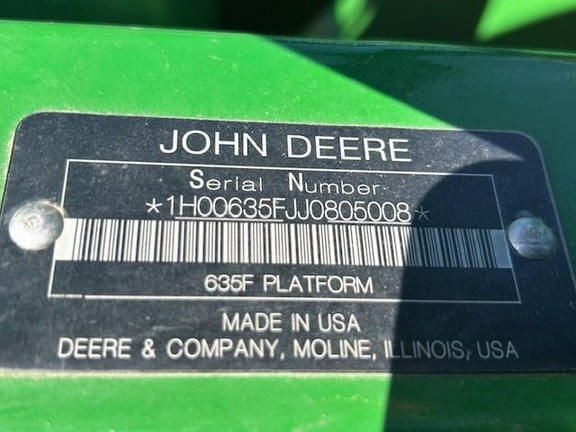 JOHN DEERE
Serial Number
*1H00635FJJ0805008*
635F PLATFORM
MADE IN USA
DEERE & COMPANY, MOLINE, ILLINOIS, USA